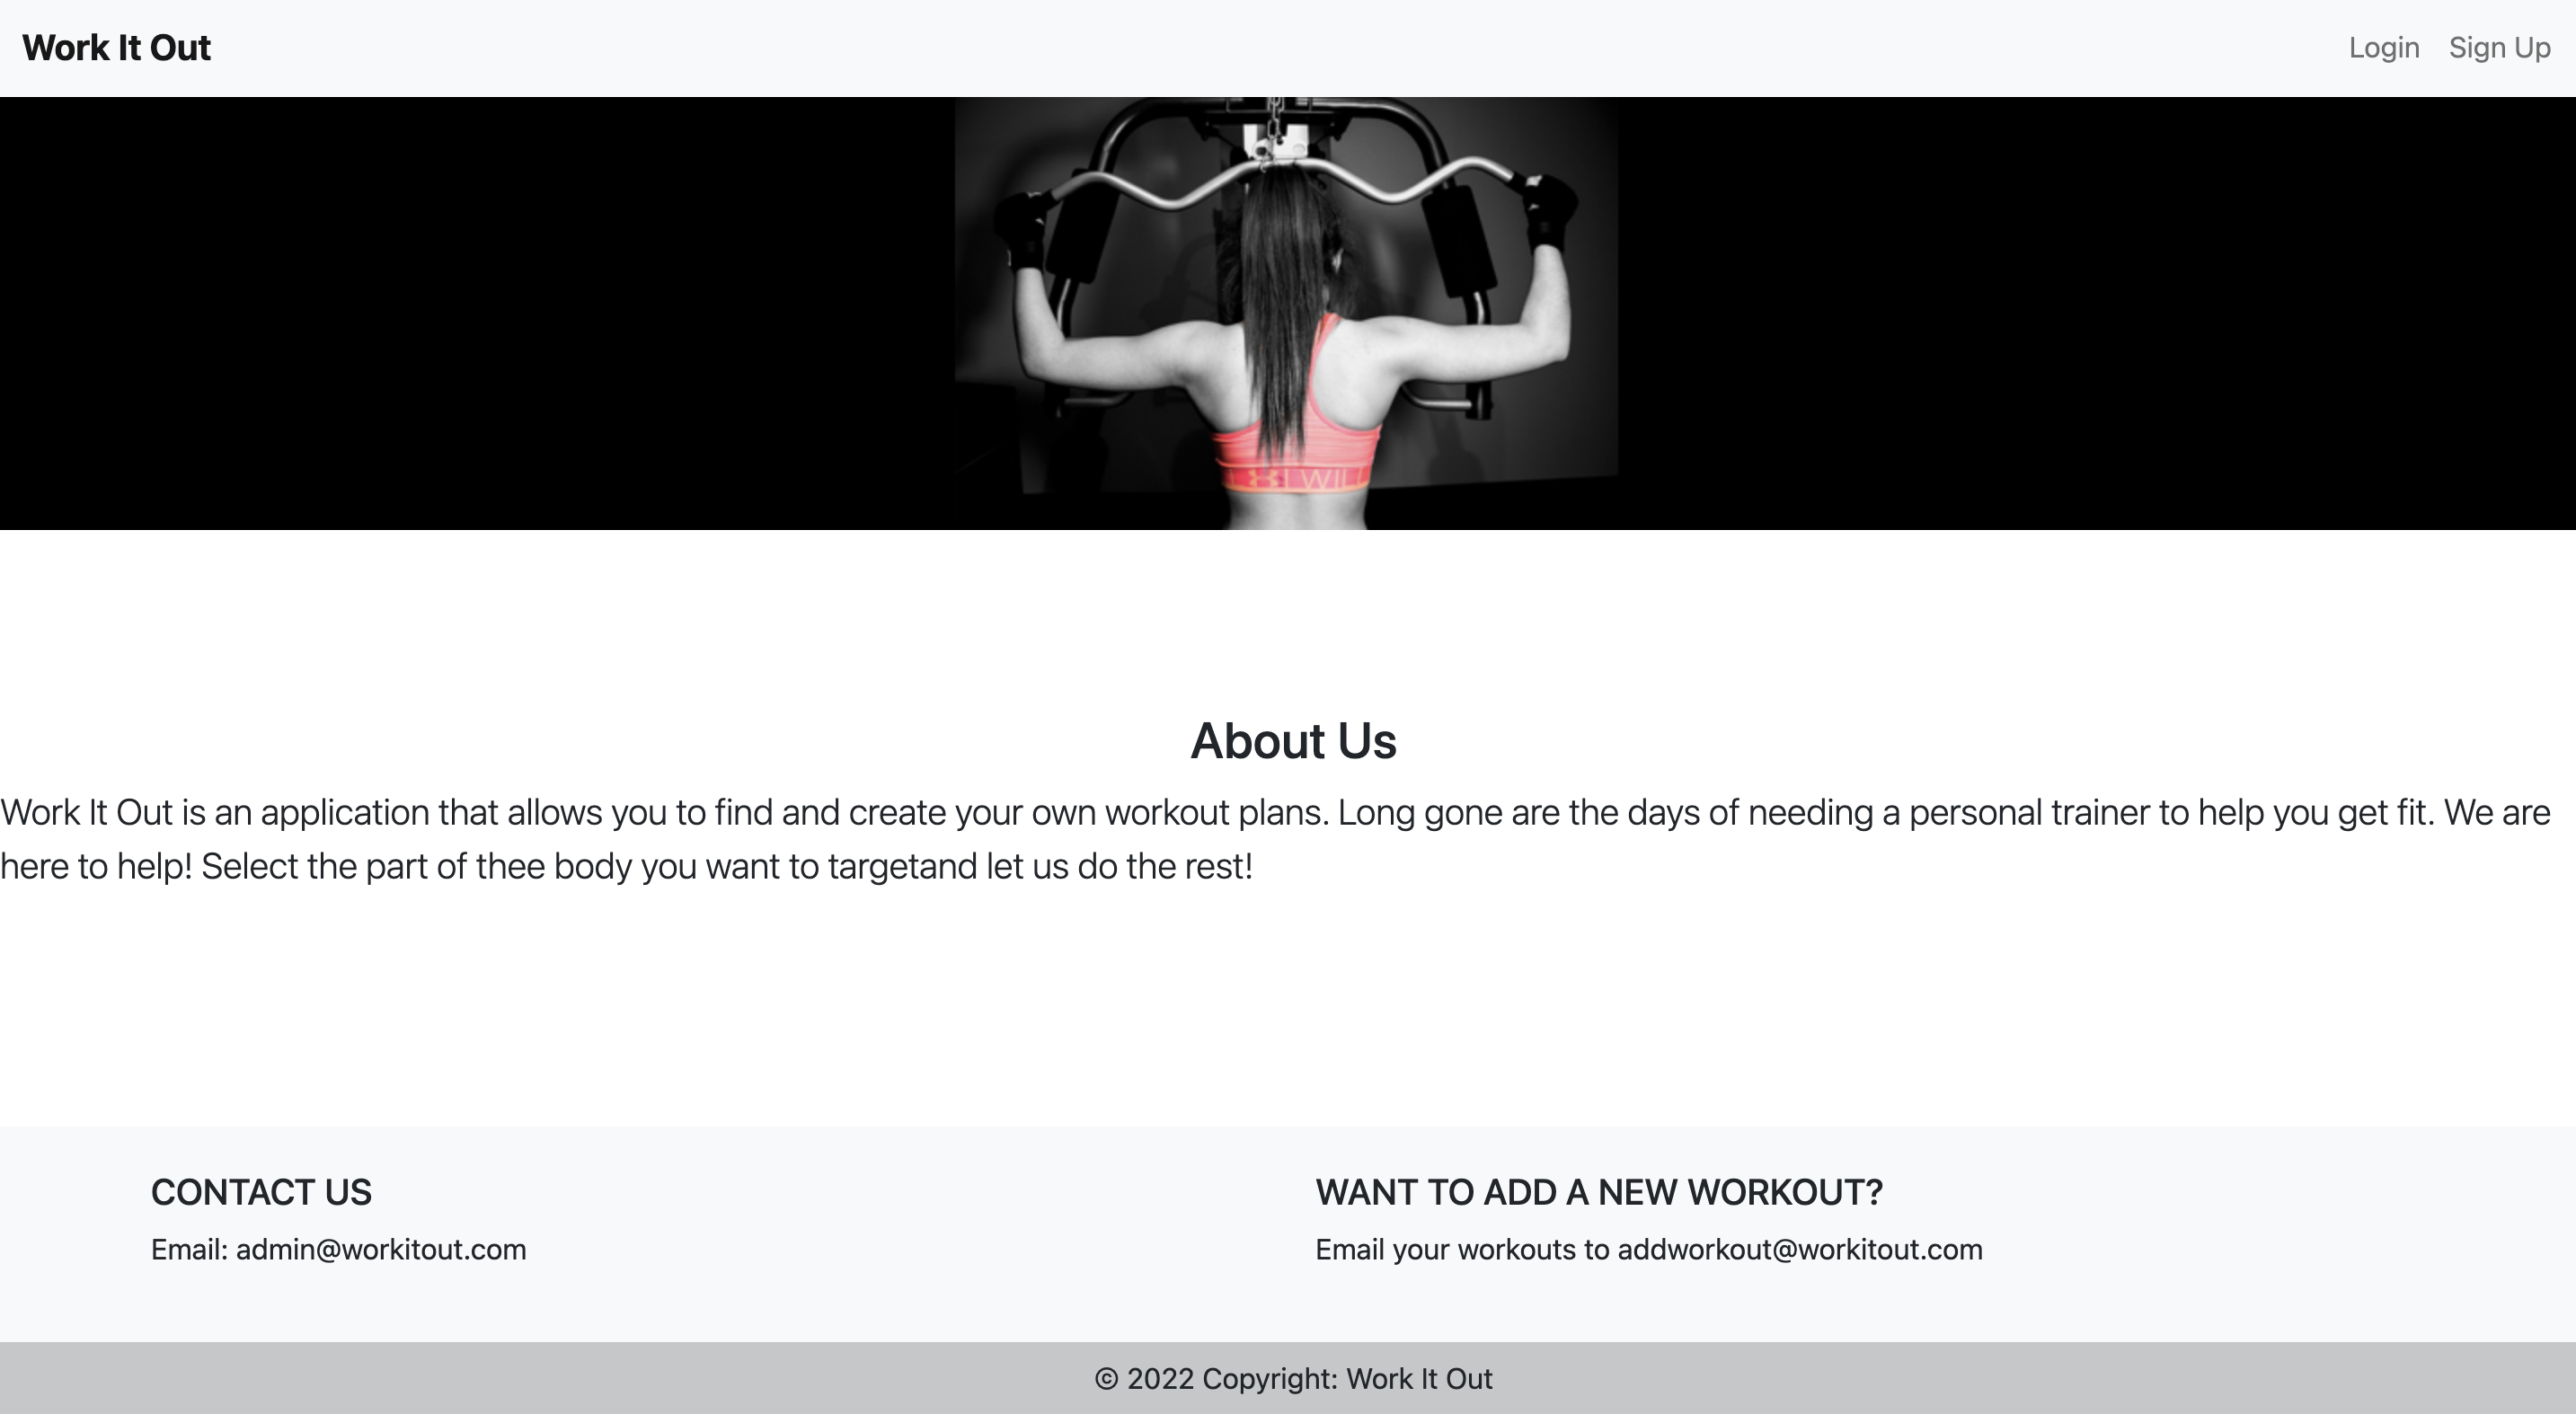 Work It Out
Login Sign Up
I WILL
About Us
Work It Out is an application that allows you to find and create your own workout plans. Long gone are the days of needing a personal trainer to help you get fit. We are
here to help! Select the part of thee body you want to targetand let us do the rest!
CONTACT US
Email: admin@workitout.com
WANT TO ADD A NEW WORKOUT?
Email your workouts to addworkout@workitout.com
© 2022 Copyright: Work It Out